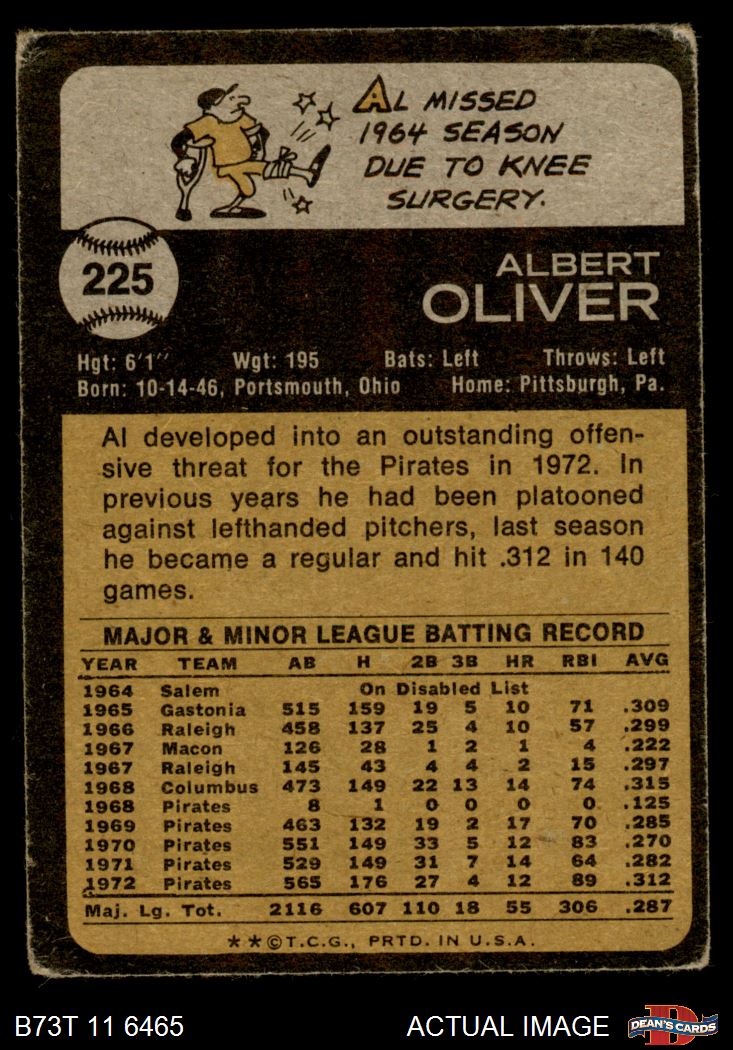 AL MISSED
1964 SEASON
DUE TO KNEE
SURGERY.
225
ALBERT
OLIVER
Hgt: 6'1" Wgt: 195 Bats: Left Throws: Left
Born: 10-14-46, Portsmouth, Ohio Home: Pittsburgh, Pa.
Al developed into an outstanding offen-
sive threat for the Pirates in 1972. In
previous years he had been platooned
against lefthanded pitchers, last season
he became a regular and hit .312 in 140
games.
MAJOR & MINOR LEAGUE BATTING RECORD
YEAR TEAM AB H 2B 3B HR RBI AVG
1964 Salem On Disabled List
1965 Gastonia 515 159 19 5 10 71 .309
1966 Raleigh 458 137 25 4 10 57 .299
1967 Macon 126 28 1 2 1 4 .222
1967 Raleigh 145 43 4 4 2 15 .297
1968 Columbus 473 149 22 13 14 74 .315
1968 Pirates 8 1 0 0 0 0 .125
1969 Pirates 463 132 19 2 17 70 .285
1970 Pirates 551 149 33 5 12 83 .270
1971 Pirates 529 149 31 7 14 64 .282
1972 Pirates 565 176 27 4 12 89 .312
Maj. Lg. Tot. 2116 607 110 18 55 306 .287
**©T.C.G., PRTD. IN U.S.A.
B73T 11 6465 ACTUAL IMAGE D DEAN'S CARDS